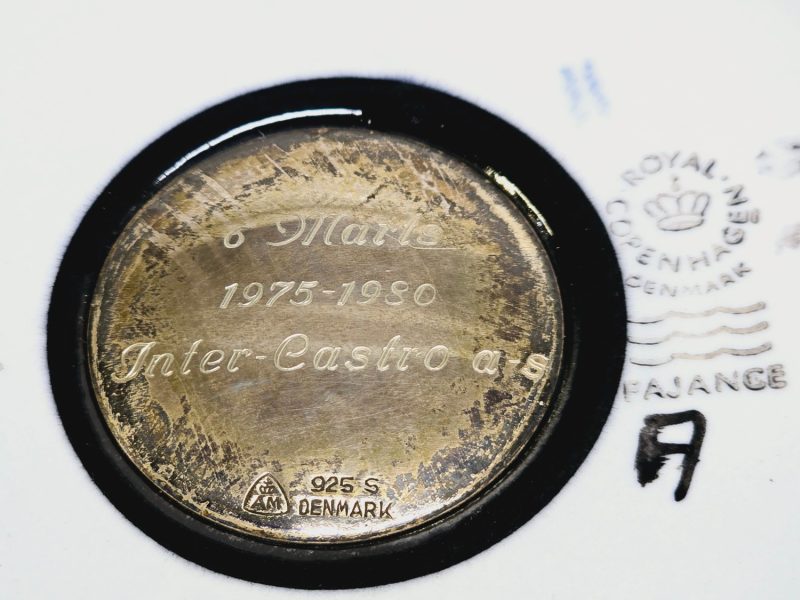 6 Marts
1975-1980
Inter-Castro a-s
AM
925 S
DENMARK
ROYAL
COPENHAGEN
DENMARK
FAJANCE
A